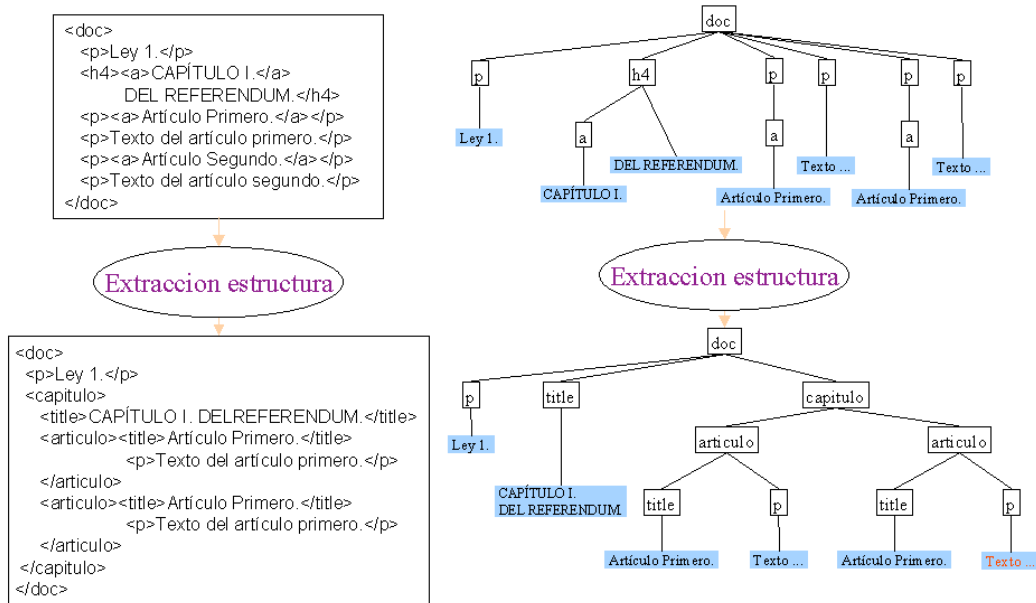 <doc>
<p>Ley 1.</p>
<h4><a>CAPÍTULO I.</a>
DEL REFERENDUM.</h4>
<p><a>Artículo Primero.</a></p>
<p>Texto del artículo primero.</p>
<p><a>Artículo Segundo.</a></p>
<p>Texto del artículo segundo.</p>
</doc>
Extraccion estructura
<doc>
<p>Ley 1.</p>
<capitulo>
<title>CAPÍTULO I. DELREFERENDUM.</title>
<articulo><title>Artículo Primero.</title>
<p>Texto del artículo primero.</p>
</articulo>
<articulo><title>Artículo Primero.</title>
<p>Texto del artículo primero.</p>
</articulo>
</capitulo>
</doc>
doc
p h4 p p p p
Ley 1. a DEL REFERENDUM. a Texto ... a Texto ...
CAPÍTULO I. Artículo Primero. Artículo Primero.
Extraccion estructura
doc
p title capitulo
Ley 1. articulo articulo
CAPÍTULO I.
DEL REFERENDUM.
title p title p
Artículo Primero. Texto ... Artículo Primero. Texto ...